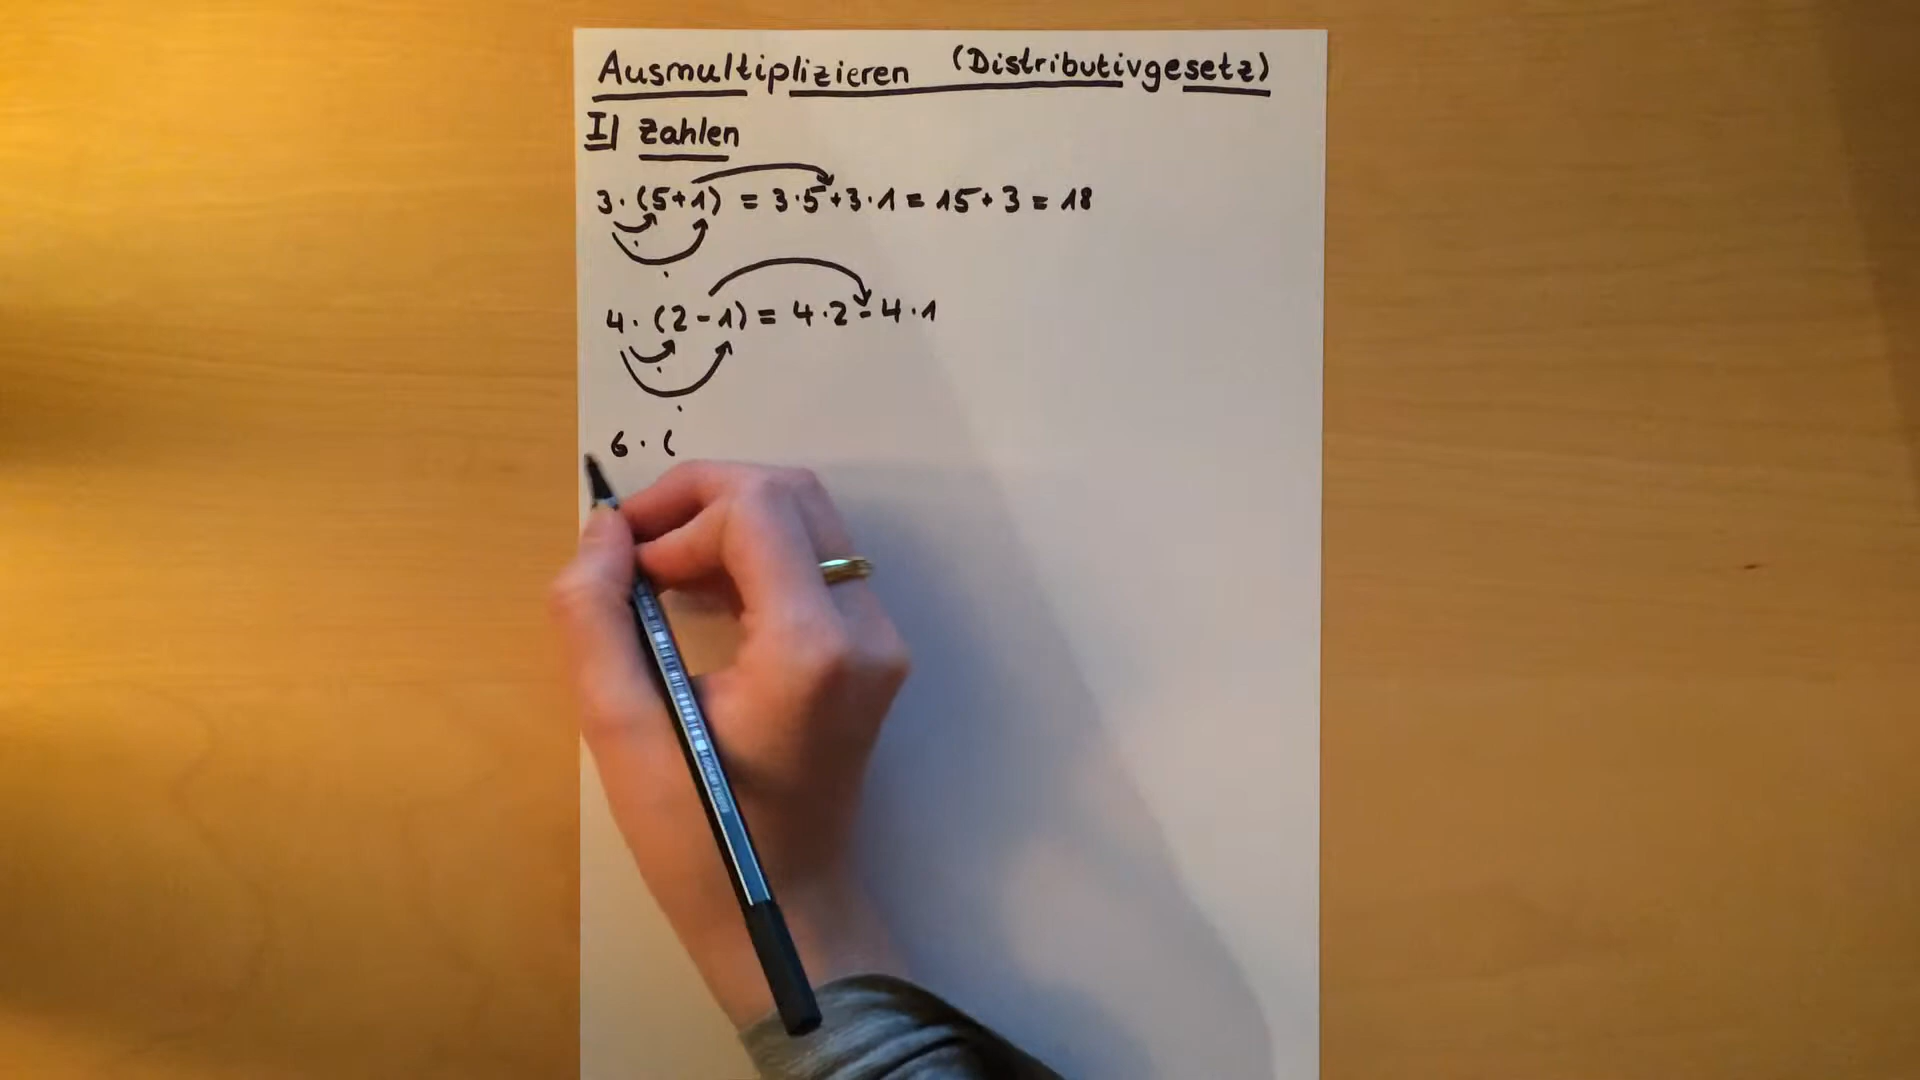 Ausmultiplizieren (Distributivgesetz)
I) Zahlen
3 · (5+1) = 3·5+3·1 = 15+3 = 18
4 · (2-1) = 4·2-4·1
6 · (